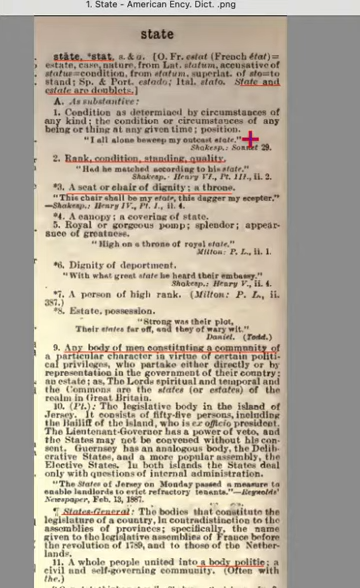 1. State - American Ency. Dict. .png
state
stāte, *stat, s. & a. [O. Fr. estat (French état)=
estate, case, nature, from Lat. statum, accusative of
status=condition, from statum, superlat. of sto=to
stand; Sp. & Port. estado; Ital. stato. State and
estate are doublets.]
A. As substantive:
1. Condition as determined by circumstances of
any kind; the condition or circumstances of any
being or thing at any given time; position.
"I all alone beweep my outcast state."
Shakesp.: Sonnet 29.
2. Rank, condition, standing, quality.
"Had he matched according to his state."
Shakesp.: Henry VI., Pt. III., ii. 2.
*3. A seat or chair of dignity; a throne.
"This chair shall be my state, this dagger my scepter."
—Shakesp.: Henry IV., Pt. I., ii. 4.
*4. A canopy; a covering of state.
5. Royal or gorgeous pomp; splendor; appear-
ance of greatness.
"High on a throne of royal state."
Milton: P. L., ii. 1.
*6. Dignity of deportment.
"With what great state he heard their embassy."
Shakesp.: Henry V., ii. 4.
*7. A person of high rank. (Milton: P. L., ii.
387.)
*8. Estate, possession.
"Strong was their plot,
Their states far off, and they of wary wit."
Daniel. (Todd.)
9. Any body of men constituting a community of
a particular character in virtue of certain politi-
cal privileges, who partake either directly or by
representation in the government of their country;
an estate; as, The Lords spiritual and temporal and
the Commons are the states (or estates) of the
realm in Great Britain.
10. (Pl.): The legislative body in the island of
Jersey. It consists of fifty-five persons, including
the Bailiff of the island, who is ex officio president.
The Lieutenant-Governor has a power of veto, and
the States may not be convened without his con-
sent. Guernsey has an analogous body, the Delib-
erative States, and a more popular assembly, the
Elective States. In both islands the States deal
only with questions of internal administration.
"The States of Jersey on Monday passed a measure to
enable landlords to evict refractory tenants."—Reynolds'
Newspaper, Feb. 13, 1887.
¶ States-General: The bodies that constitute the
legislature of a country, in contradistinction to the
assemblies of provinces; specifically, the name
given to the legislative assemblies of France before
the revolution of 1789, and to those of the Nether-
lands.
11. A whole people united into a body politic; a
civil and self-governing community. (Often with
the.)